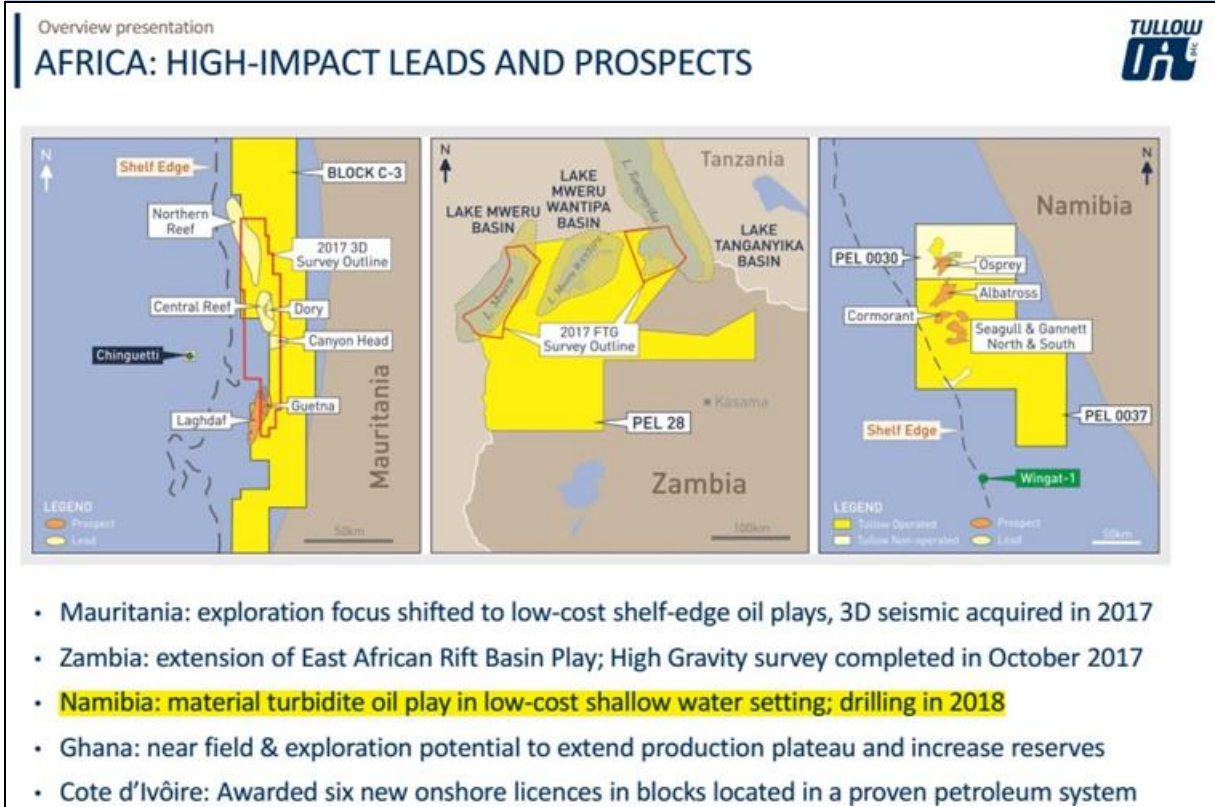 Overview presentation
AFRICA: HIGH-IMPACT LEADS AND PROSPECTS
TULLOW
OIL
plc
N
Shelf Edge
BLOCK C-3
Northern
Reef
2017 3D
Survey Outline
Central Reef
Dory
Canyon Head
Chinguetti
Guetna
Laghdaf
Mauritania
LEGEND
Prospect
Lead
50km
N
Tanzania
L. Tanganyika
LAKE
MWERU
WANTIPA
BASIN
LAKE MWERU
BASIN
LAKE
TANGANYIKA
BASIN
L. Mweru
L. Mweru Wantipa
2017 FTG
Survey Outline
Kasama
PEL 28
Zambia
100km
N
Namibia
PEL 0030
Osprey
Albatross
Cormorant
Seagull & Gannett
North & South
PEL 0037
Shelf Edge
Wingat-1
LEGEND
Tullow Operated
Prospect
Tullow Non-operated
Lead
50km
• Mauritania: exploration focus shifted to low-cost shelf-edge oil plays, 3D seismic acquired in 2017
• Zambia: extension of East African Rift Basin Play; High Gravity survey completed in October 2017
• Namibia: material turbidite oil play in low-cost shallow water setting; drilling in 2018
• Ghana: near field & exploration potential to extend production plateau and increase reserves
• Cote d'Ivôire: Awarded six new onshore licences in blocks located in a proven petroleum system